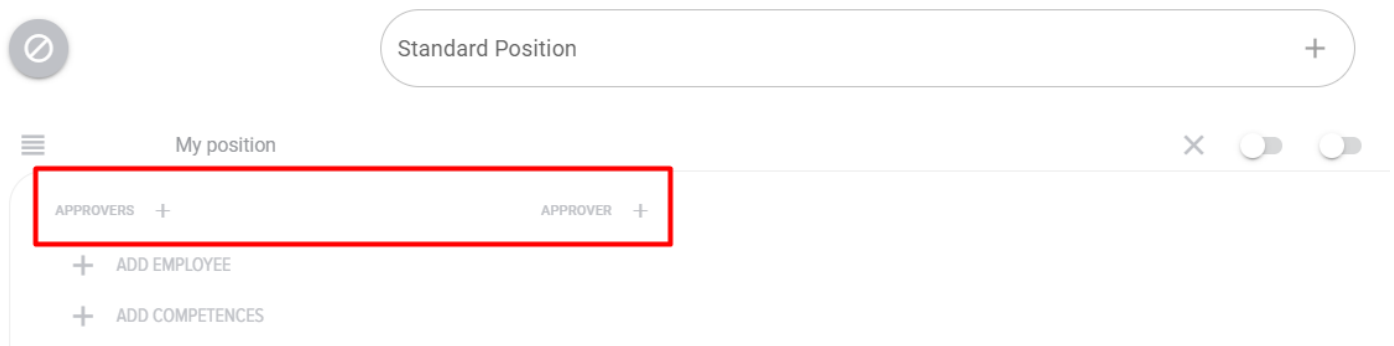 Standard Position
My position
APPROVERS APPROVER
ADD EMPLOYEE
ADD COMPETENCES